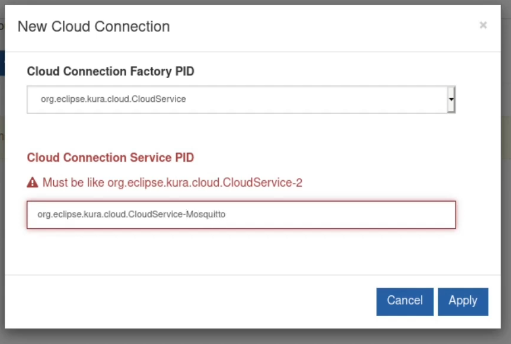 New Cloud Connection
×
Cloud Connection Factory PID
org.eclipse.kura.cloud.CloudService
Cloud Connection Service PID
Must be like org.eclipse.kura.cloud.CloudService-2
org.eclipse.kura.cloud.CloudService-Mosquitto
Cancel Apply